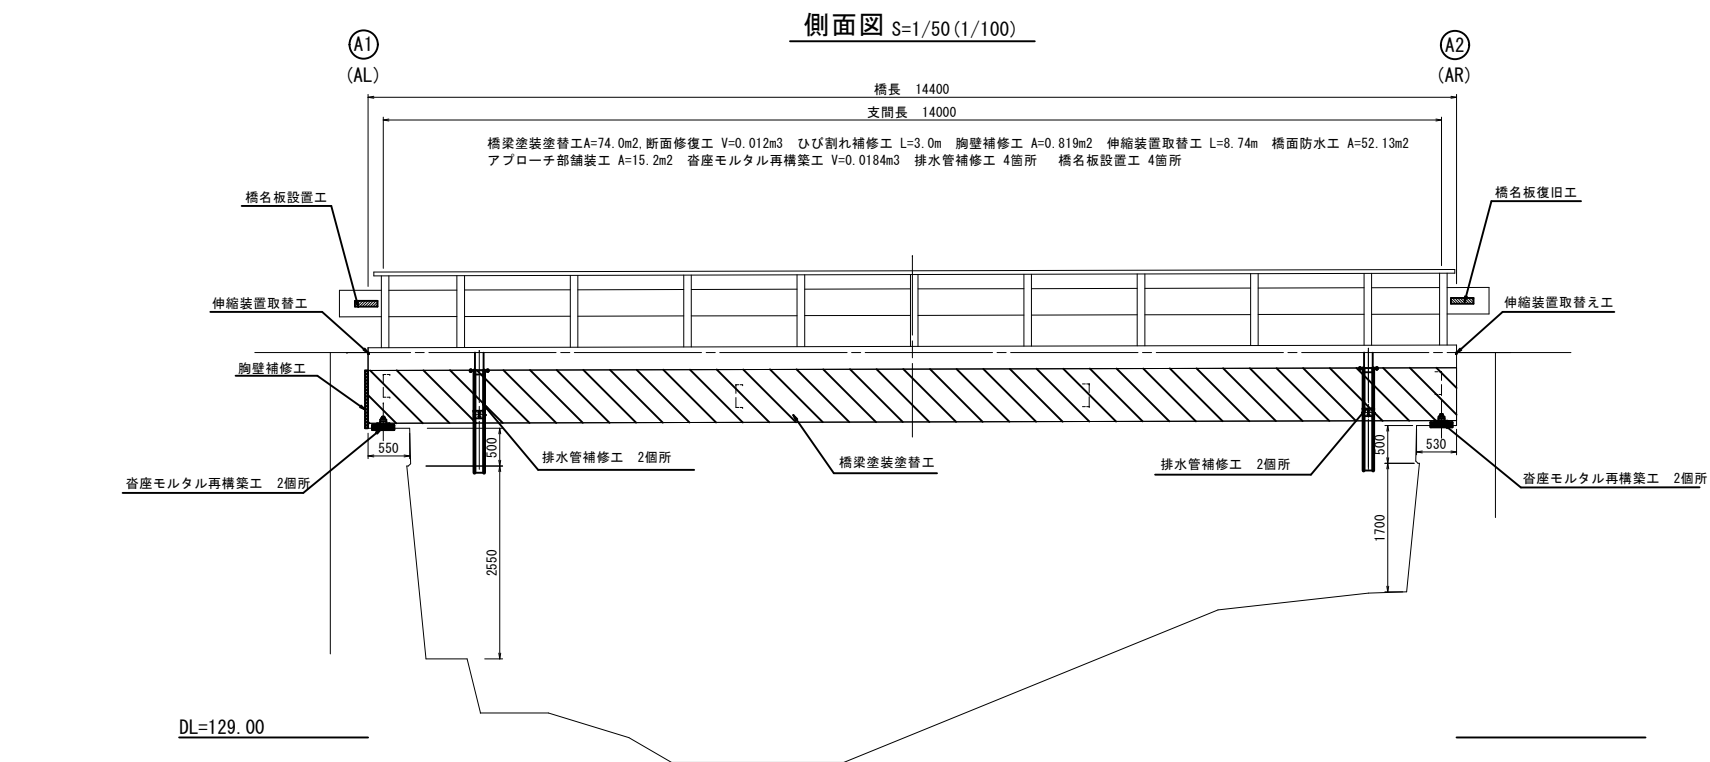 側面図 S=1/50(1/100)
A1
(AL)
A2
(AR)
橋長 14400
支間長 14000
橋梁塗装塗替工A=74.0m2,断面修復工 V=0.012m3 ひび割れ補修工 L=3.0m 胸壁補修工 A=0.819m2 伸縮装置取替工 L=8.74m 橋面防水工 A=52.13m2
アプローチ部舗装工 A=15.2m2 沓座モルタル再構築工 V=0.0184m3 排水管補修工 4箇所 橋名板設置工 4箇所
橋名板設置工
橋名板復旧工
伸縮装置取替工
伸縮装置取替え工
胸壁補修工
550
500
排水管補修工 2個所
橋梁塗装塗替工
排水管補修工 2個所
500
530
沓座モルタル再構築工 2個所
沓座モルタル再構築工 2個所
2550
1700
DL=129.00